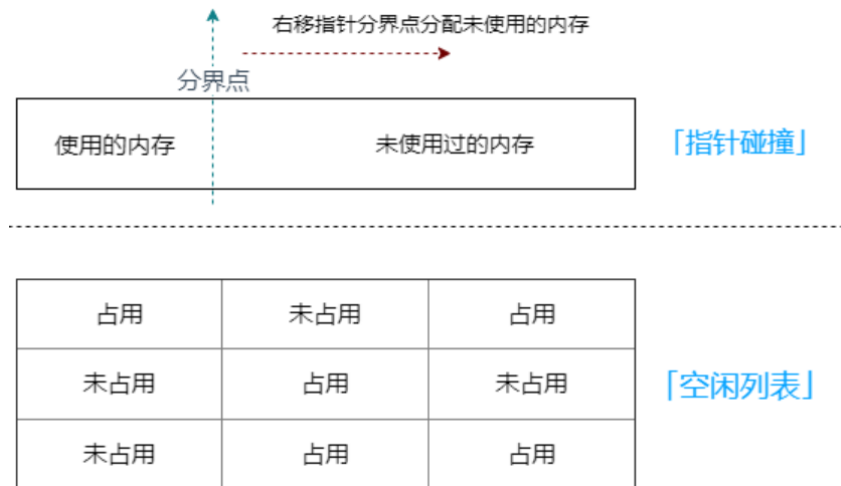 右移指针分界点分配未使用的内存
分界点
使用的内存 未使用过的内存 「指针碰撞」
占用 未占用 占用
未占用 占用 未占用 「空闲列表」
未占用 占用 占用